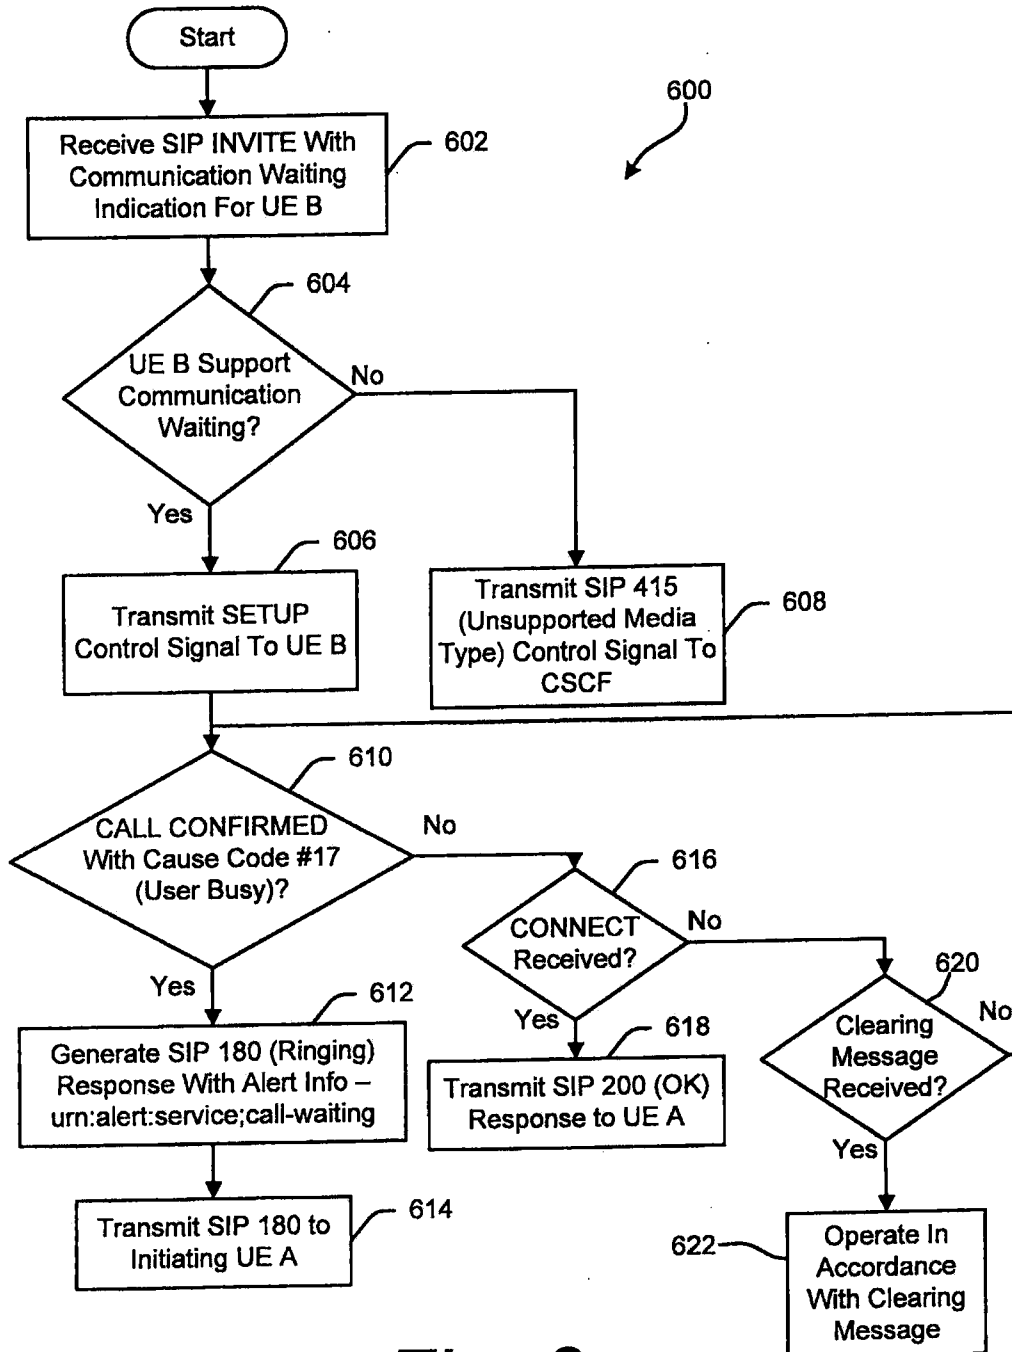 Start
600
Receive SIP INVITE With
Communication Waiting
Indication For UE B
602
604
UE B Support
Communication
Waiting?
No
Yes
606
Transmit SETUP
Control Signal To UE B
Transmit SIP 415
(Unsupported Media
Type) Control Signal To
CSCF
608
610
CALL CONFIRMED
With Cause Code #17
(User Busy)?
No
Yes
616
CONNECT
Received?
No
Yes
620
Clearing
Message
Received?
No
Yes
612
Generate SIP 180 (Ringing)
Response With Alert Info –
urn:alert:service;call-waiting
618
Transmit SIP 200 (OK)
Response to UE A
614
Transmit SIP 180 to
Initiating UE A
622
Operate In
Accordance
With Clearing
Message